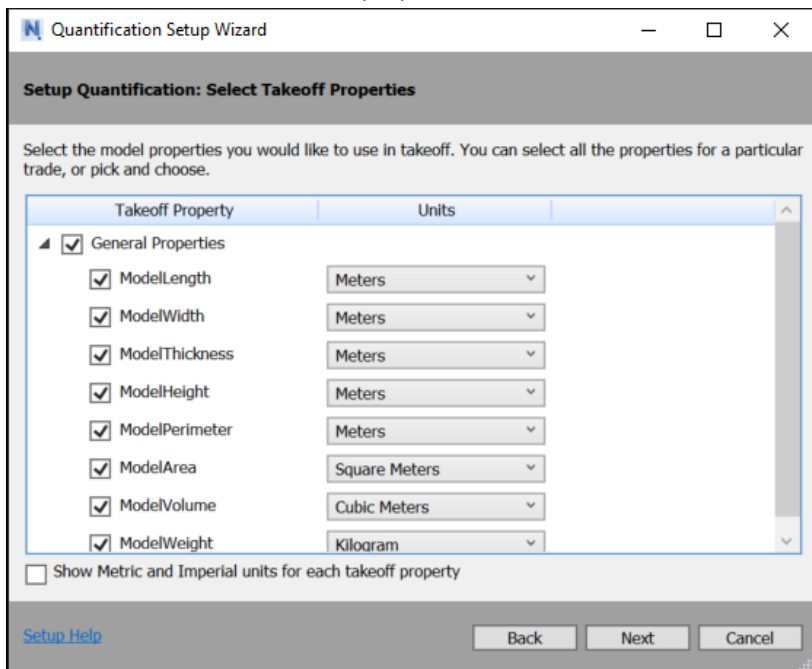 Quantification Setup Wizard
Setup Quantification: Select Takeoff Properties
Select the model properties you would like to use in takeoff. You can select all the properties for a particular
trade, or pick and choose.
Takeoff Property Units
General Properties
ModelLength Meters
ModelWidth Meters
ModelThickness Meters
ModelHeight Meters
ModelPerimeter Meters
ModelArea Square Meters
ModelVolume Cubic Meters
ModelWeight Kilogram
Show Metric and Imperial units for each takeoff property
Setup Help Back Next Cancel